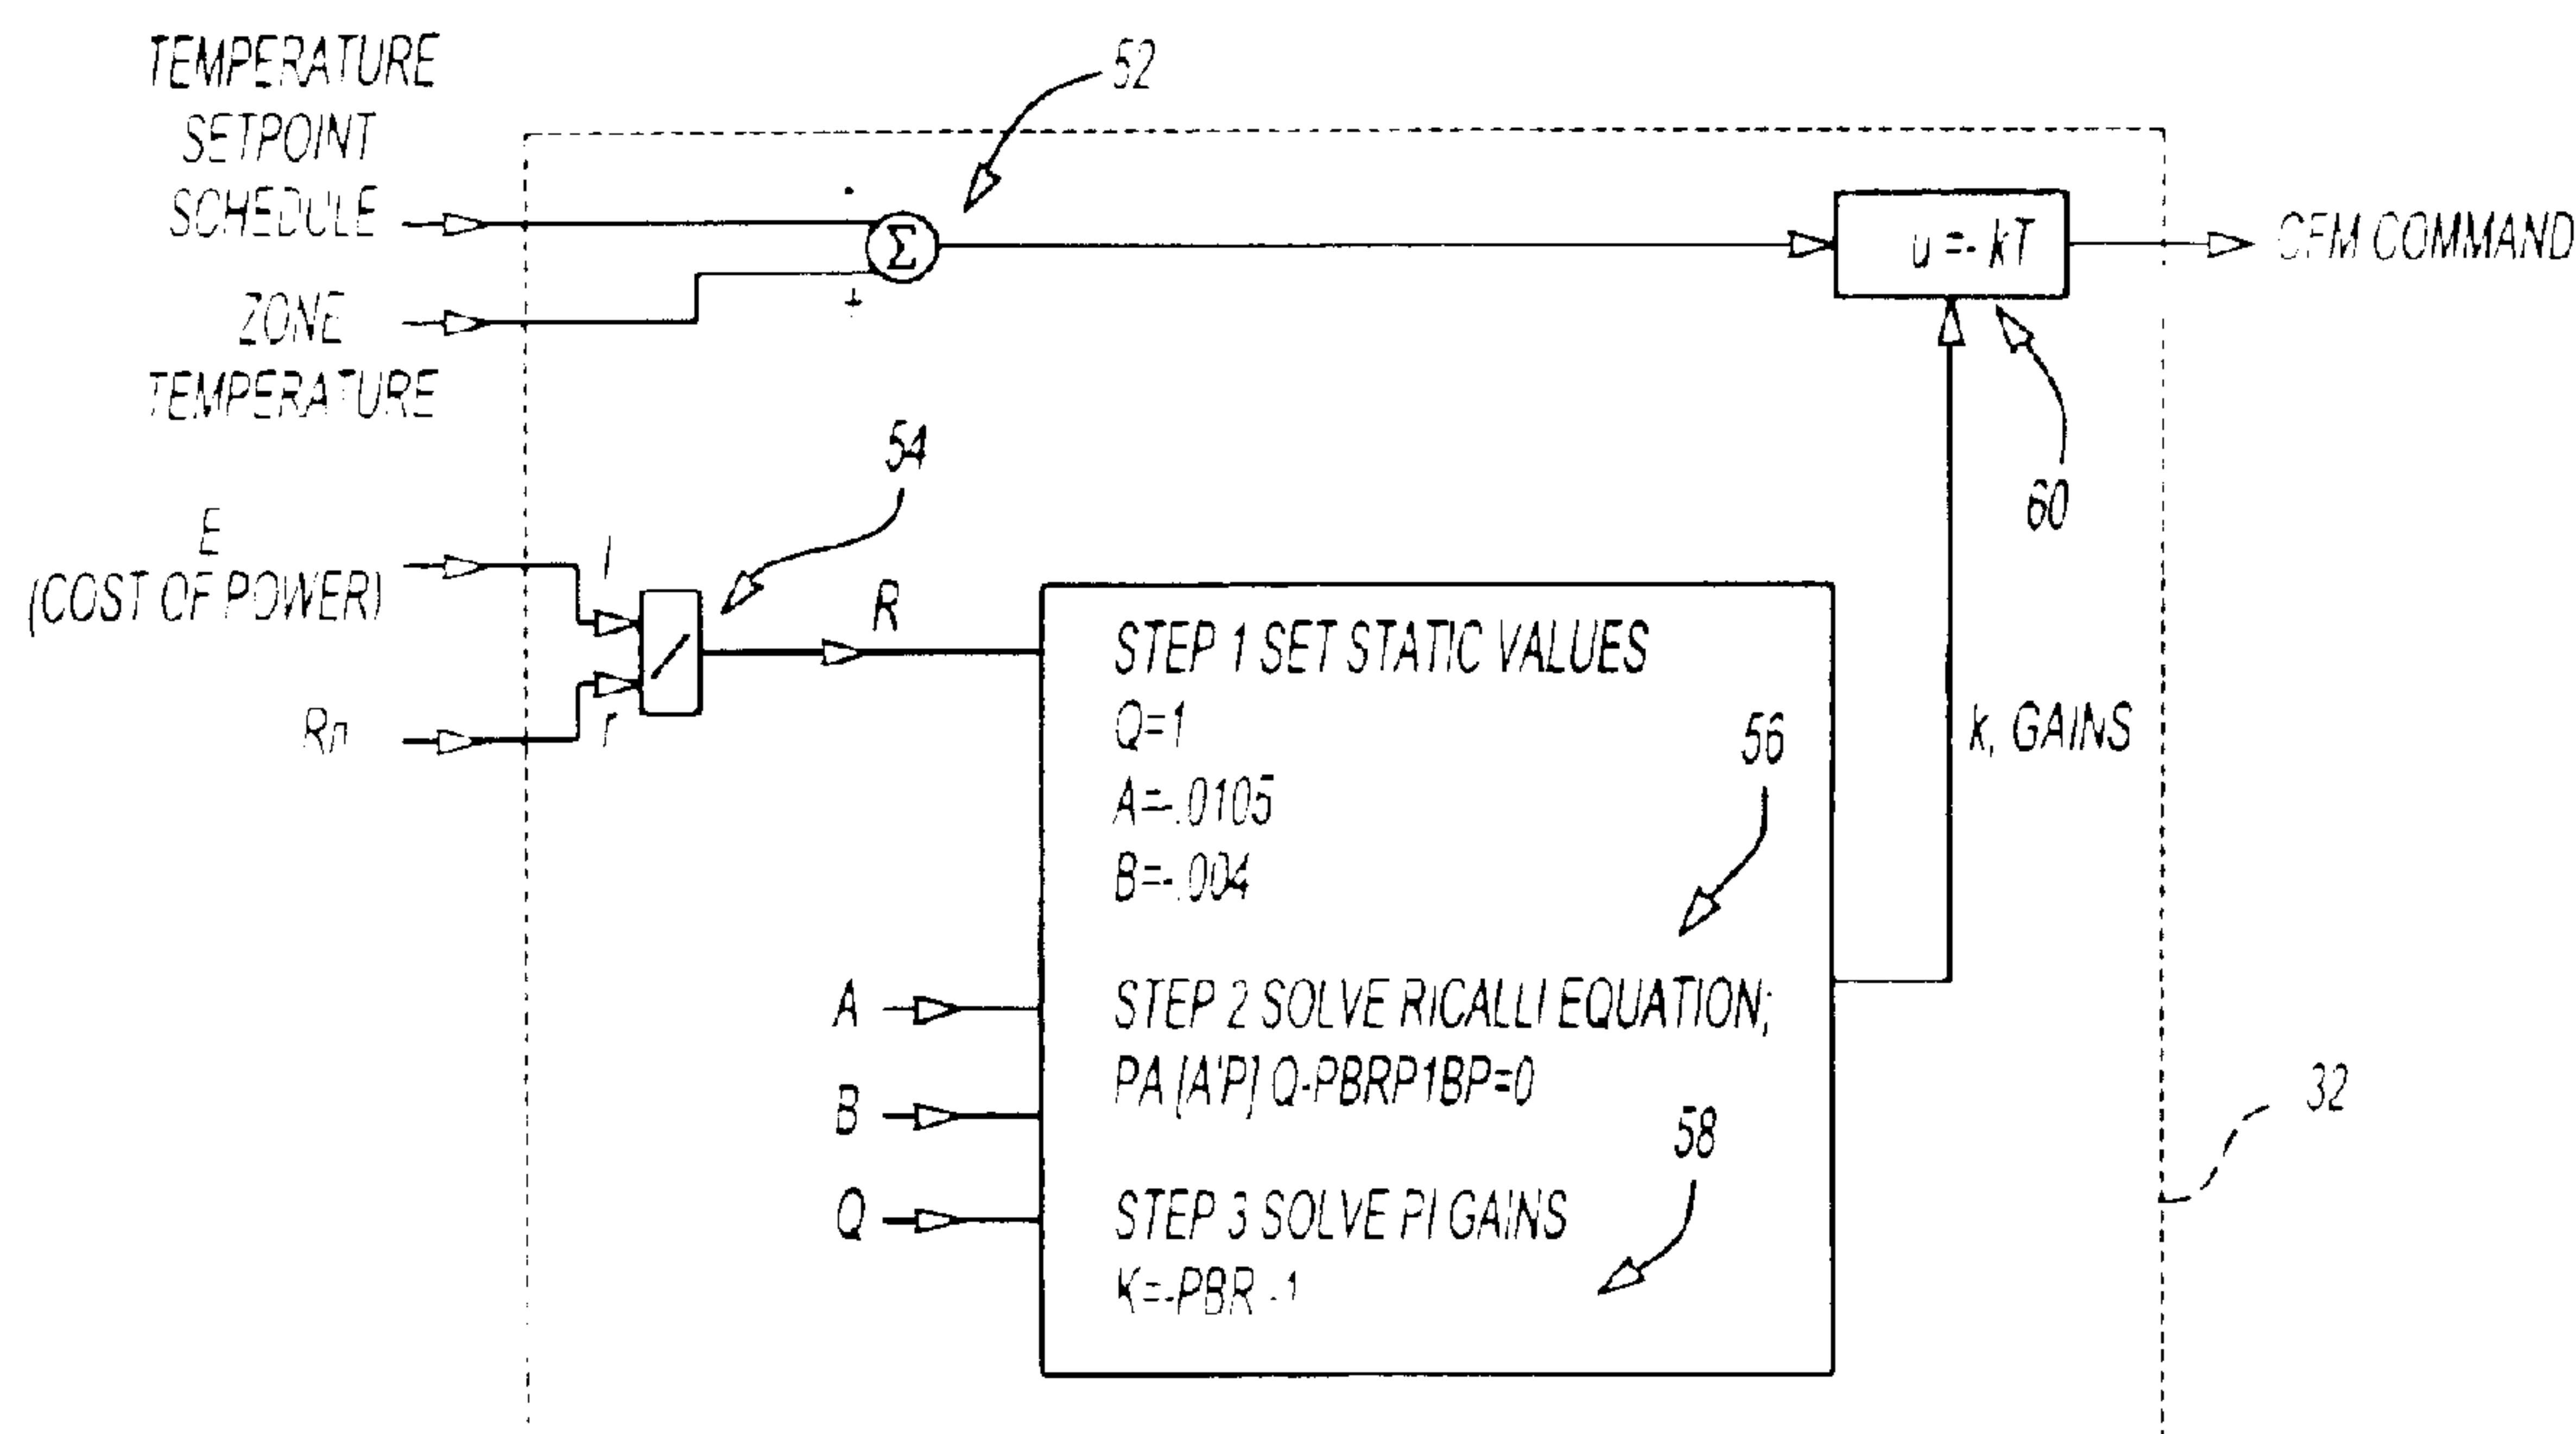 TEMPERATURE
SETPOINT
SCHEDULE
ZONE
TEMPERATURE
52
-
Σ
+
u =- kT
CFM COMMAND
60
54
E
(COST OF POWER)
l
R
Rn
r
k, GAINS
STEP 1 SET STATIC VALUES
Q=1
A=-.0105
B=-.004
56
STEP 2 SOLVE RICALLI EQUATION;
PA [A'P] Q-PBRP1BP=0
58
STEP 3 SOLVE PI GAINS
K=-PBR -1
A
B
Q
32